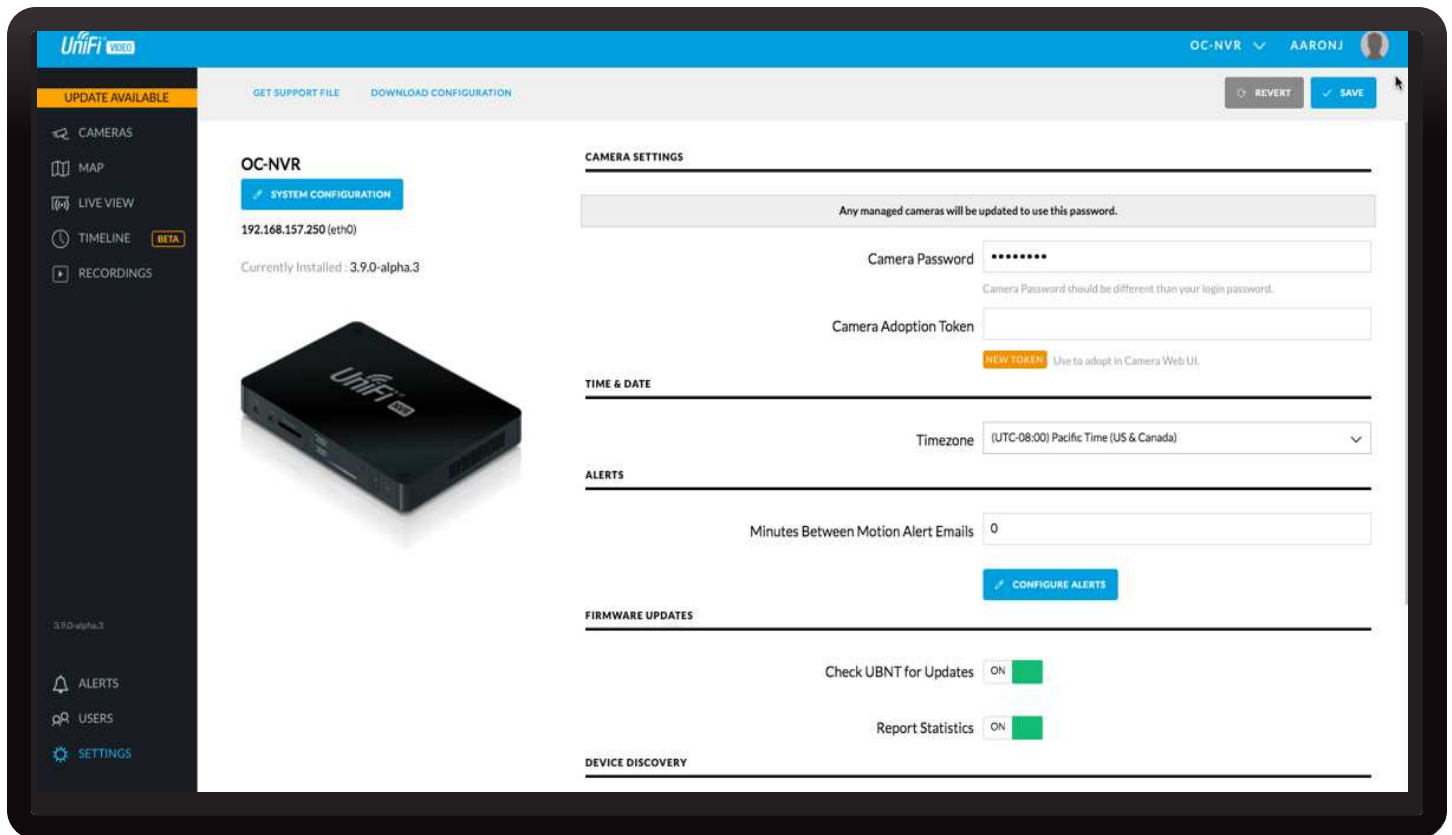 UniFi VIDEO
OC-NVR AARONJ
UPDATE AVAILABLE
CAMERAS
MAP
LIVE VIEW
TIMELINE BETA
RECORDINGS
3.9.0-alpha.3
ALERTS
USERS
SETTINGS
GET SUPPORT FILE DOWNLOAD CONFIGURATION
REVERT SAVE
OC-NVR
SYSTEM CONFIGURATION
192.168.157.250 (eth0)
Currently Installed : 3.9.0-alpha.3
UniFi NVR
CAMERA SETTINGS
Any managed cameras will be updated to use this password.
Camera Password ••••••••
Camera Password should be different than your login password.
Camera Adoption Token
NEW TOKEN Use to adopt in Camera Web UI.
TIME & DATE
Timezone (UTC-08:00) Pacific Time (US & Canada)
ALERTS
Minutes Between Motion Alert Emails 0
CONFIGURE ALERTS
FIRMWARE UPDATES
Check UBNT for Updates ON
Report Statistics ON
DEVICE DISCOVERY